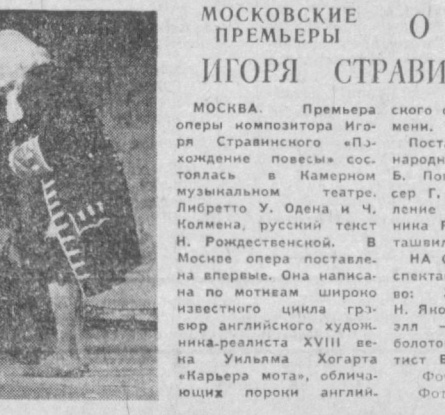 МОСКОВСКИЕ
ПРЕМЬЕРЫ
О
ИГОРЯ СТРАВИ
МОСКВА. Премьера
оперы композитора Иго-
ря Стравинского «По-
хождение повесы» сос-
тоялась в Камерном
музыкальном театре.
Либретто У. Одена и Ч.
Колмена, русский текст
Н. Рождественской. В
Москве опера поставле-
на впервые. Она написа-
на по мотивам широко
известного цикла гра-
вюр английского худож-
ника-реалиста XVIII ве-
ка Уильяма Хогарта
«Карьера мота», облича-
ющих пороки англий-
ского
мени.
Пост
народн
Б. По
сер Г.
ление
ника
ташвил
НА С
спекта
во:
Н. Яко
элл —
болото
тист
Фо
Фот